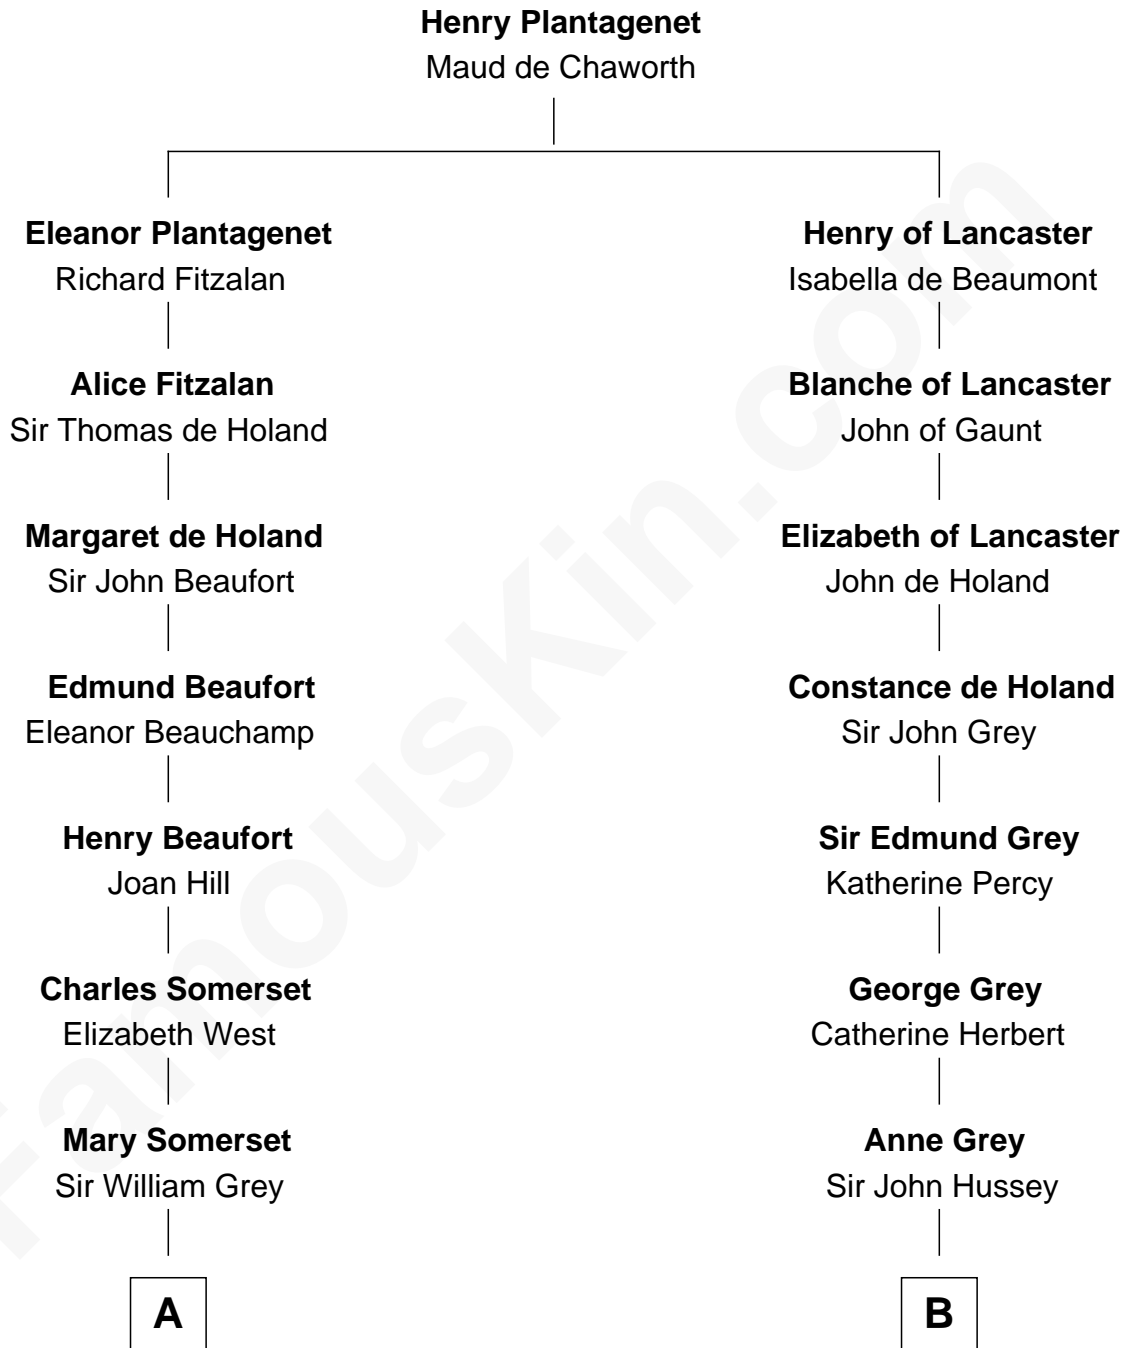 Henry Plantagenet
Maud de Chaworth
Eleanor Plantagenet
Richard Fitzalan
Henry of Lancaster
Isabella de Beaumont
Alice Fitzalan
Sir Thomas de Holand
Blanche of Lancaster
John of Gaunt
Margaret de Holand
Sir John Beaufort
Elizabeth of Lancaster
John de Holand
Edmund Beaufort
Eleanor Beauchamp
Constance de Holand
Sir John Grey
Henry Beaufort
Joan Hill
Sir Edmund Grey
Katherine Percy
Charles Somerset
Elizabeth West
George Grey
Catherine Herbert
Mary Somerset
Sir William Grey
Anne Grey
Sir John Hussey
A
B
FamousKin.com